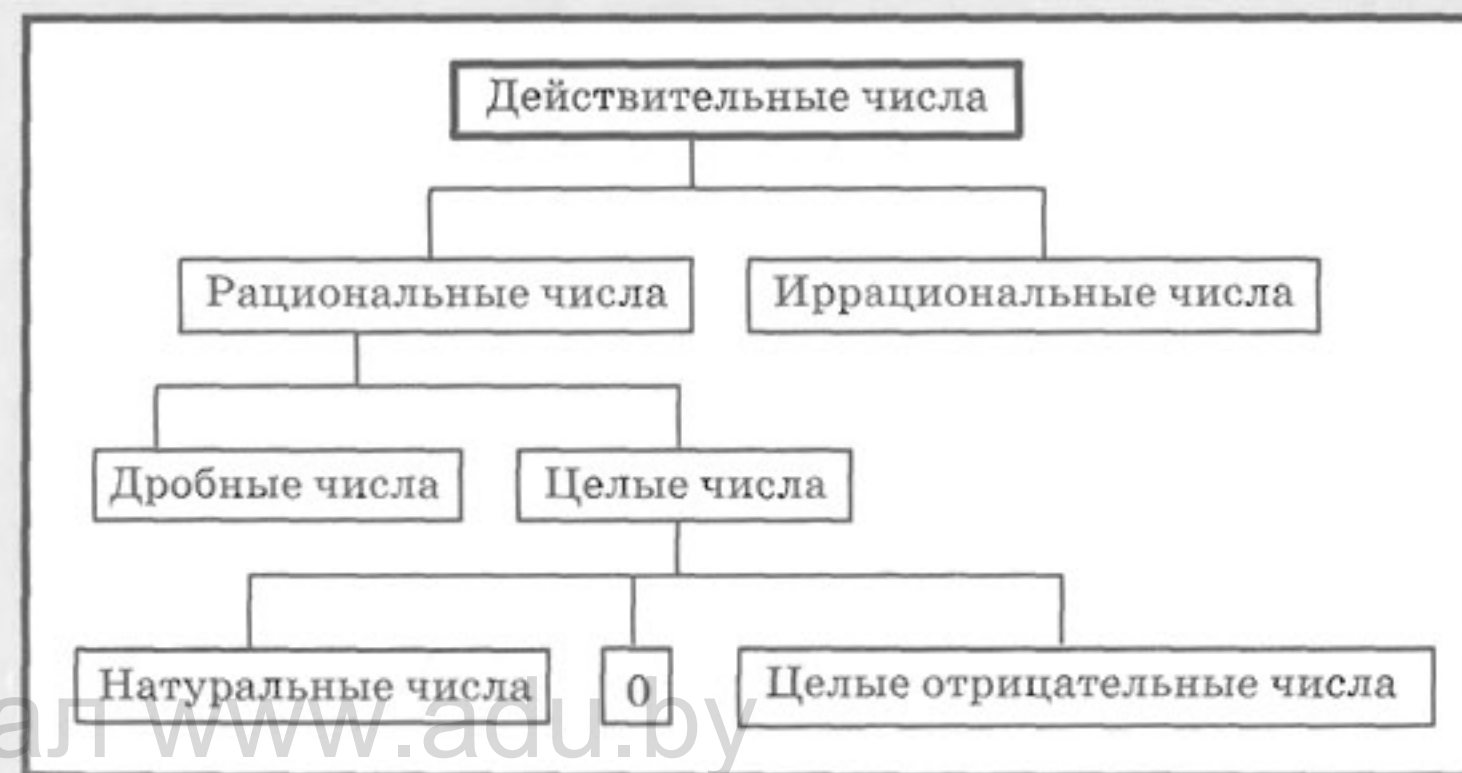 Действительные числа
Рациональные числа Иррациональные числа
Дробные числа Целые числа
Натуральные числа 0 Целые отрицательные числа
ал www.adu.by